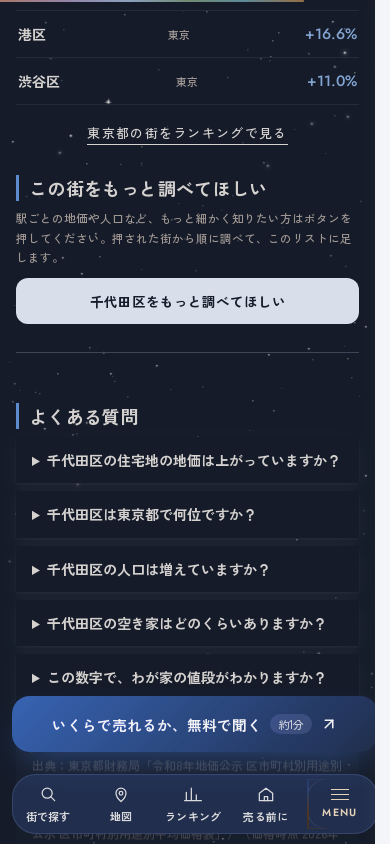 港区 東京 +16.6%
渋谷区 東京 +11.0%
東京都の街をランキングで見る
この街をもっと調べてほしい
駅ごとの地価や人口など、もっと細かく知りたい方はボタンを
押してください。押された街から順に調べて、このリストに足
します。
千代田区をもっと調べてほしい
よくある質問
▶ 千代田区の住宅地の地価は上がっていますか？
▶ 千代田区は東京都で何位ですか？
▶ 千代田区の人口は増えていますか？
▶ 千代田区の空き家はどのくらいありますか？
▶ この数字で、わが家の値段がわかりますか？
いくらで売れるか、無料で聞く 約1分
出典：東京都財務局「令和8年地価公示 区市町村別用途別
街で探す 地図 ランキング 売る前に MENU